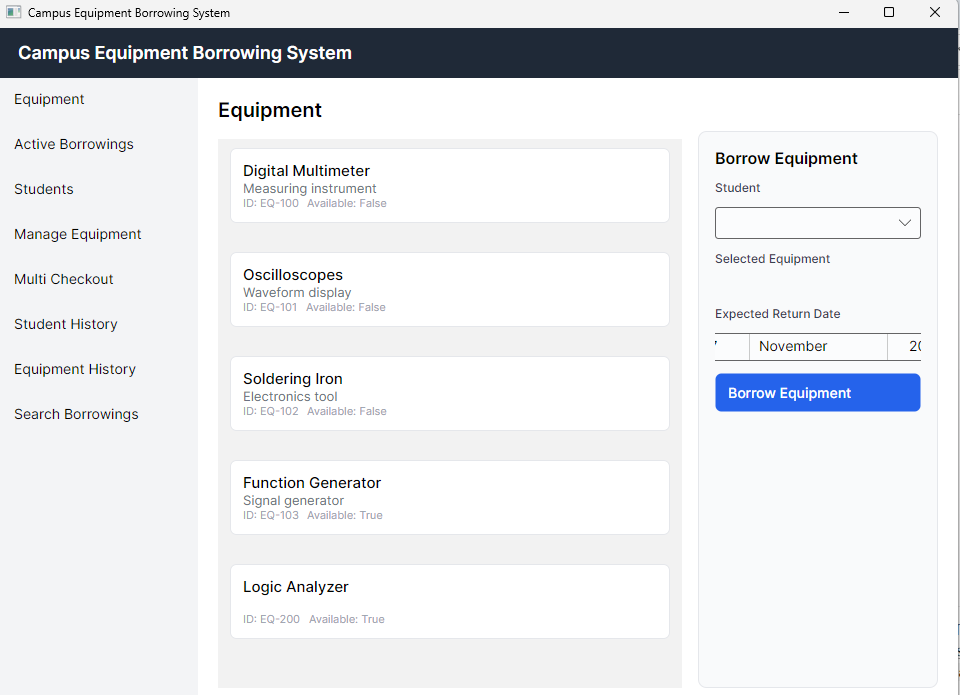 Campus Equipment Borrowing System
Campus Equipment Borrowing System
Equipment
Active Borrowings
Students
Manage Equipment
Multi Checkout
Student History
Equipment History
Search Borrowings
Equipment
Digital Multimeter
Measuring instrument
ID: EQ-100 Available: False
Oscilloscopes
Waveform display
ID: EQ-101 Available: False
Soldering Iron
Electronics tool
ID: EQ-102 Available: False
Function Generator
Signal generator
ID: EQ-103 Available: True
Logic Analyzer
ID: EQ-200 Available: True
Borrow Equipment
Student
Selected Equipment
Expected Return Date
November
Borrow Equipment